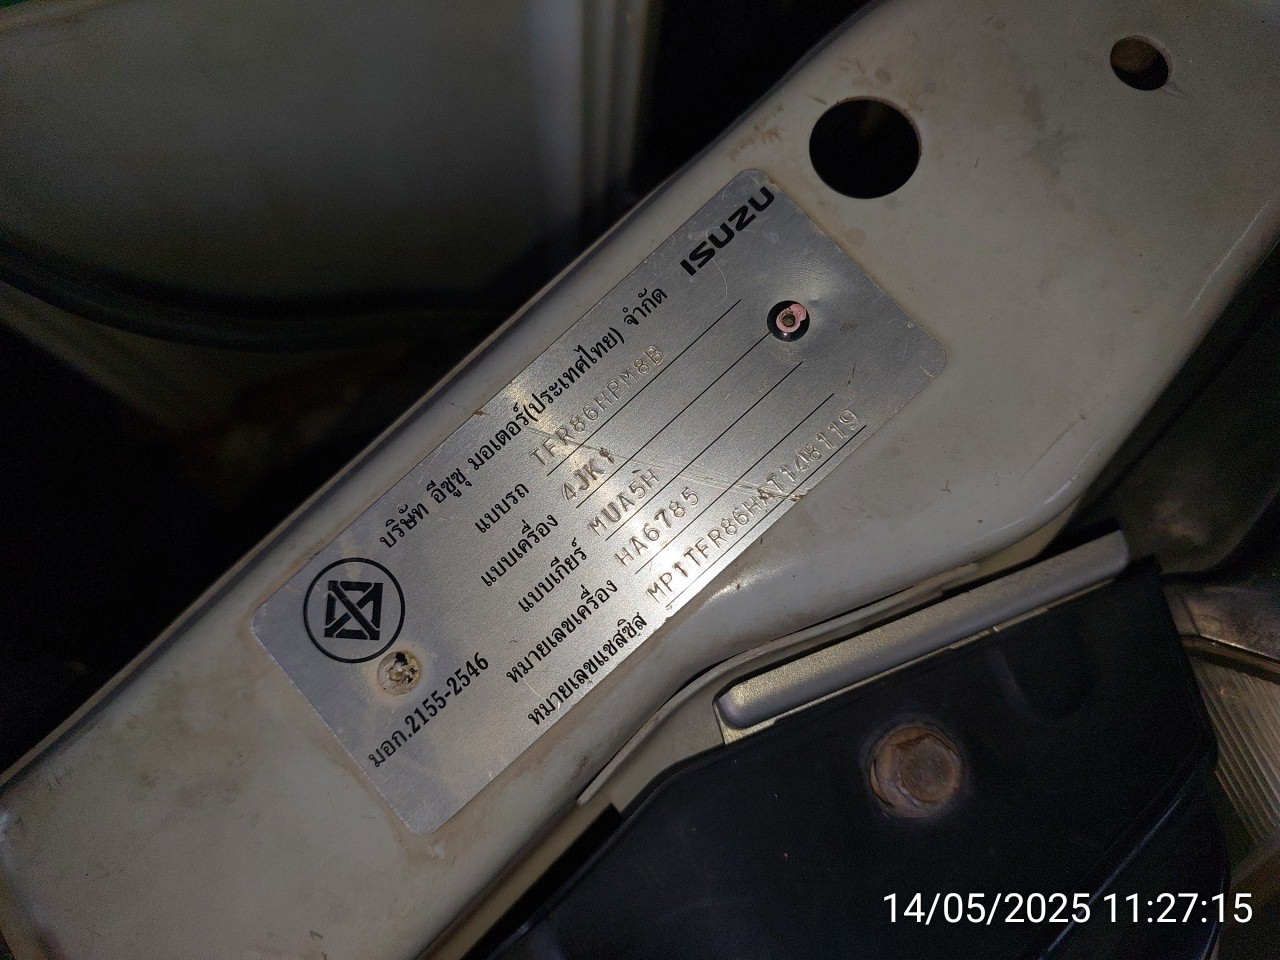 บริษัท อีซูซุ มอเตอร์(ประเทศไทย) จำกัด ISUZU
แบบรถ TFR86HPM8B
แบบเครื่อง 4JK1
แบบเกียร์ MUA5H
หมายเลขเครื่อง HA6785
หมายเลขแชสซิส MP1TFR86HAT148119
มอก.2155-2546
14/05/2025 11:27:15